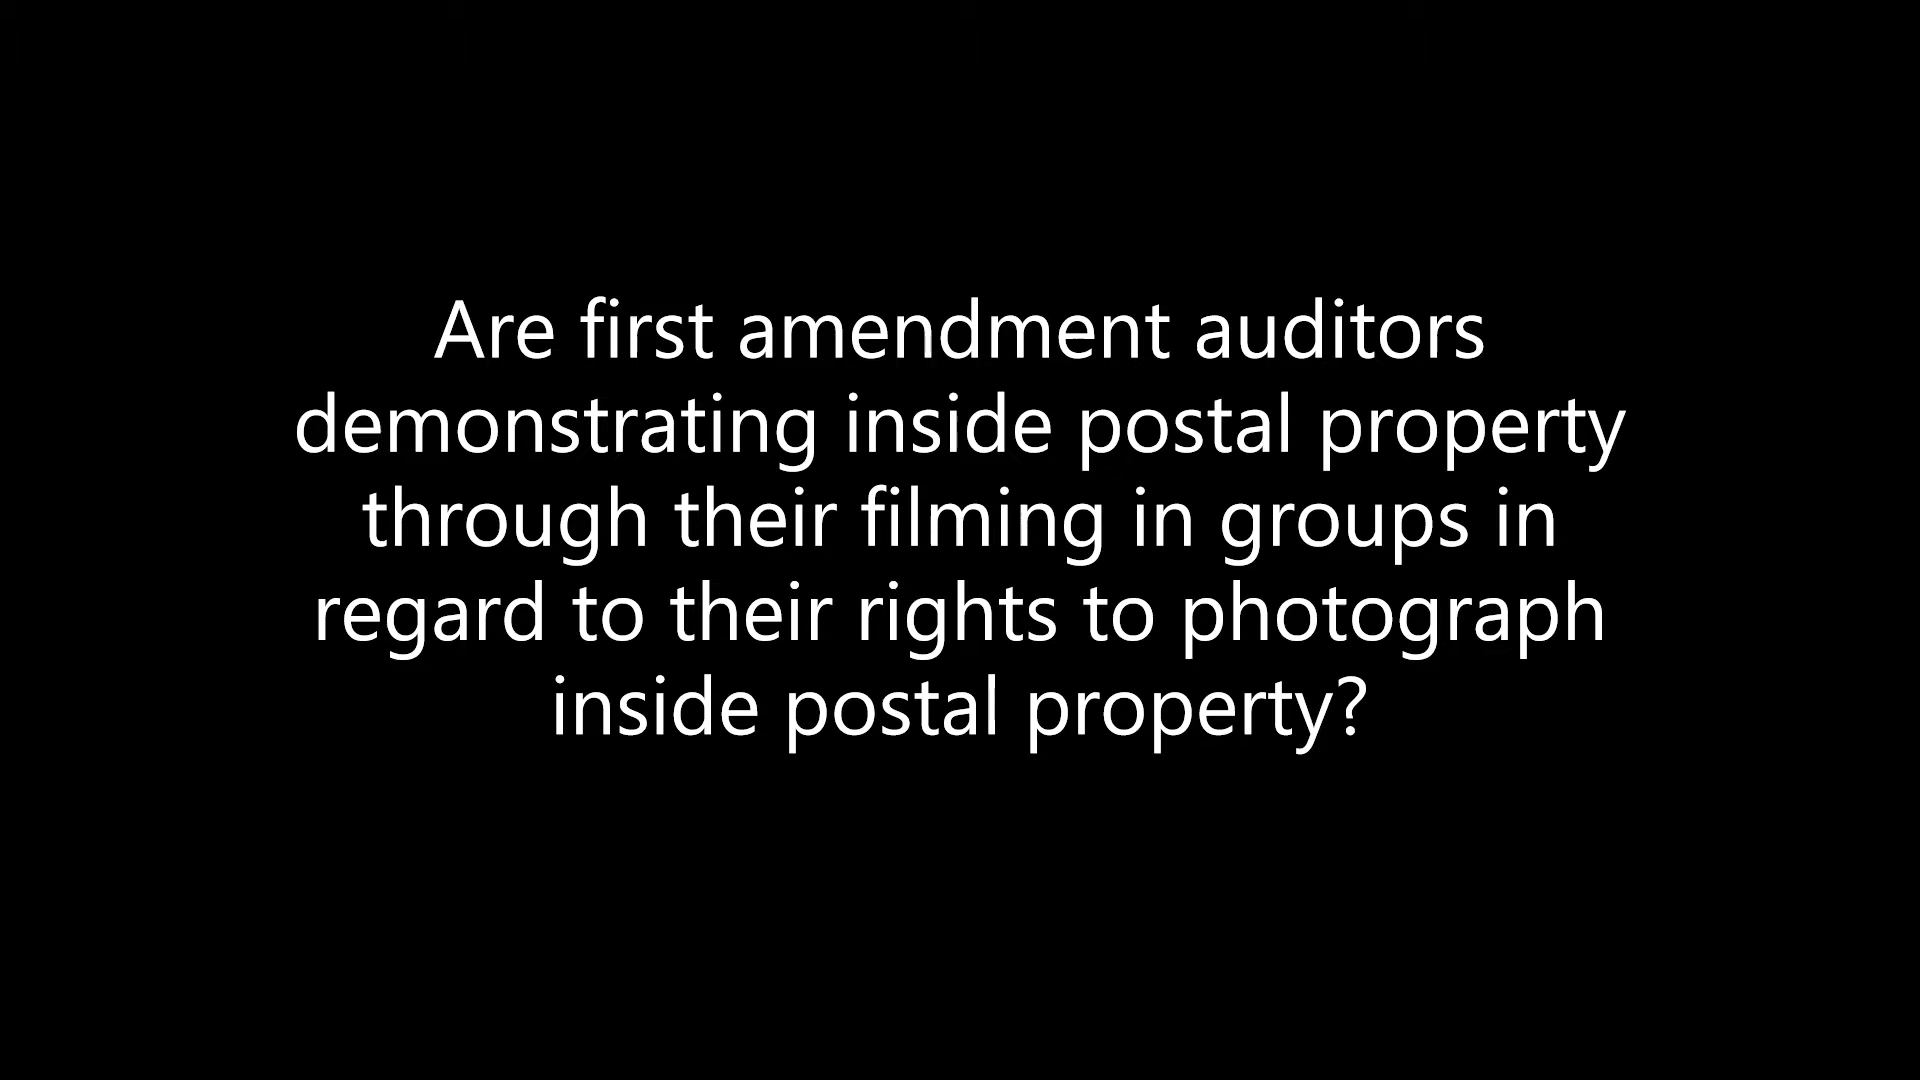 Are first amendment auditors
demonstrating inside postal property
through their filming in groups in
regard to their rights to photograph
inside postal property?